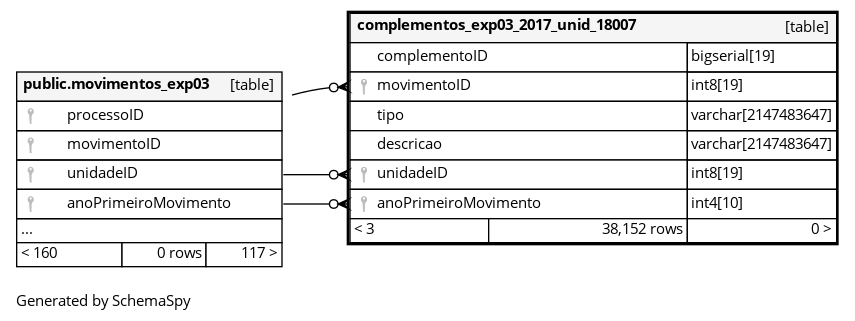 complementos_exp03_2017_unid_18007 [table]
complementoID bigserial[19]
movimentoID int8[19]
tipo varchar[2147483647]
descricao varchar[2147483647]
unidadeID int8[19]
anoPrimeiroMovimento int4[10]
< 3 38,152 rows 0 >
public.movimentos_exp03 [table]
processoID
movimentoID
unidadeID
anoPrimeiroMovimento
...
< 160 0 rows 117 >
Generated by SchemaSpy